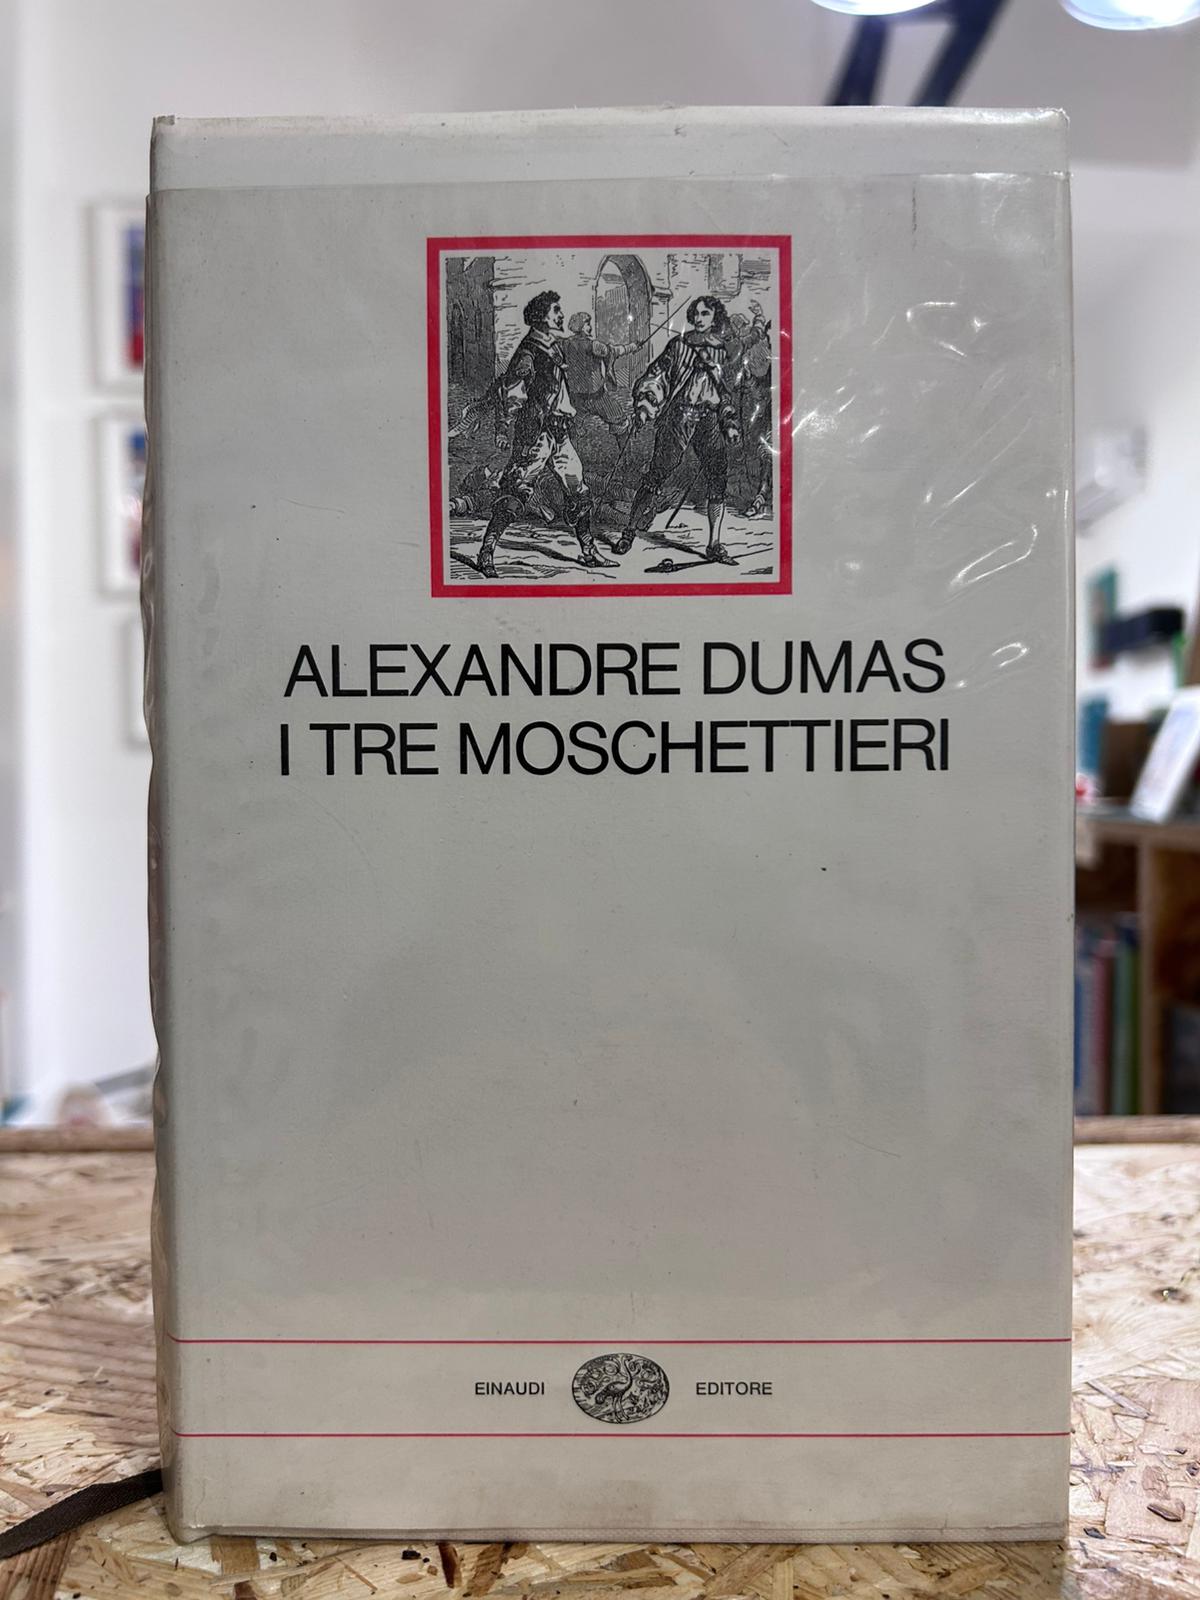 ALEXANDRE DUMAS
I TRE MOSCHETTIERI
EINAUDI EDITORE